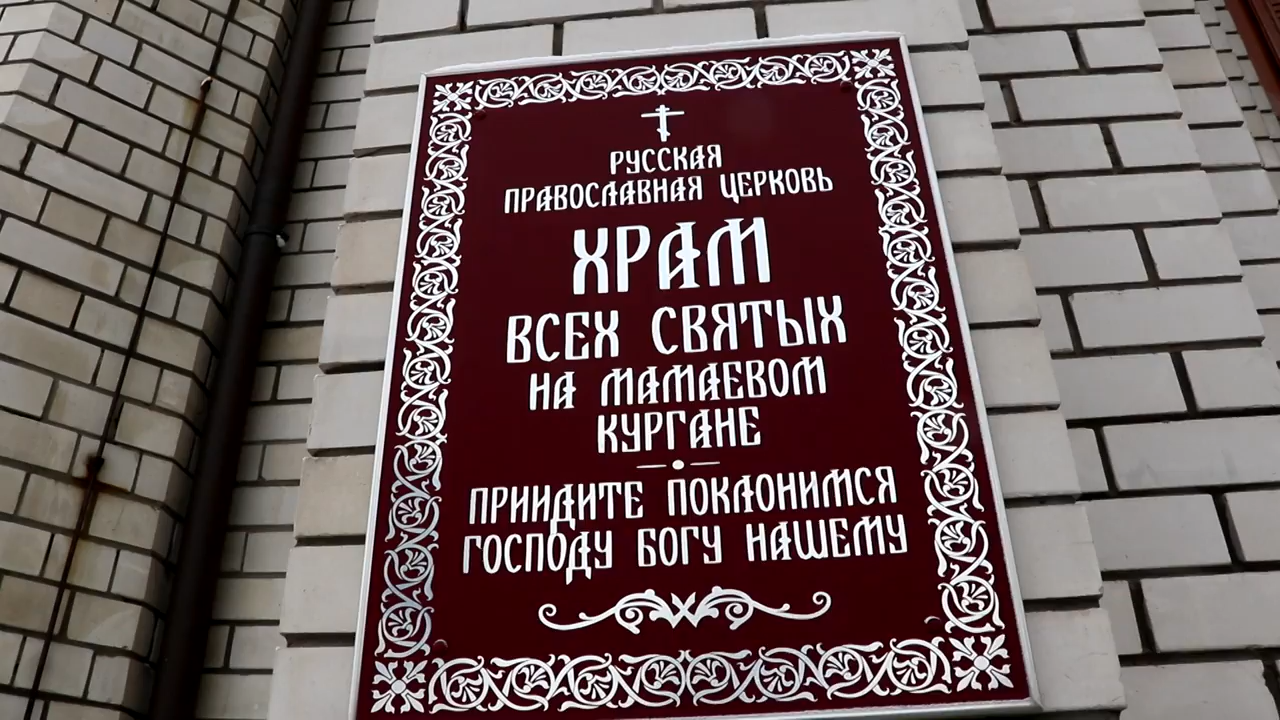 РУССКАЯ
ПРАВОСЛАВНАЯ ЦЕРКОВЬ
ХРАМ
ВСЕХ СВЯТЫХ
НА МАМАЕВОМ
КУРГАНЕ
ПРИИДИТЕ ПОКЛОНИМСЯ
ГОСПОДУ БОГУ НАШЕМУ